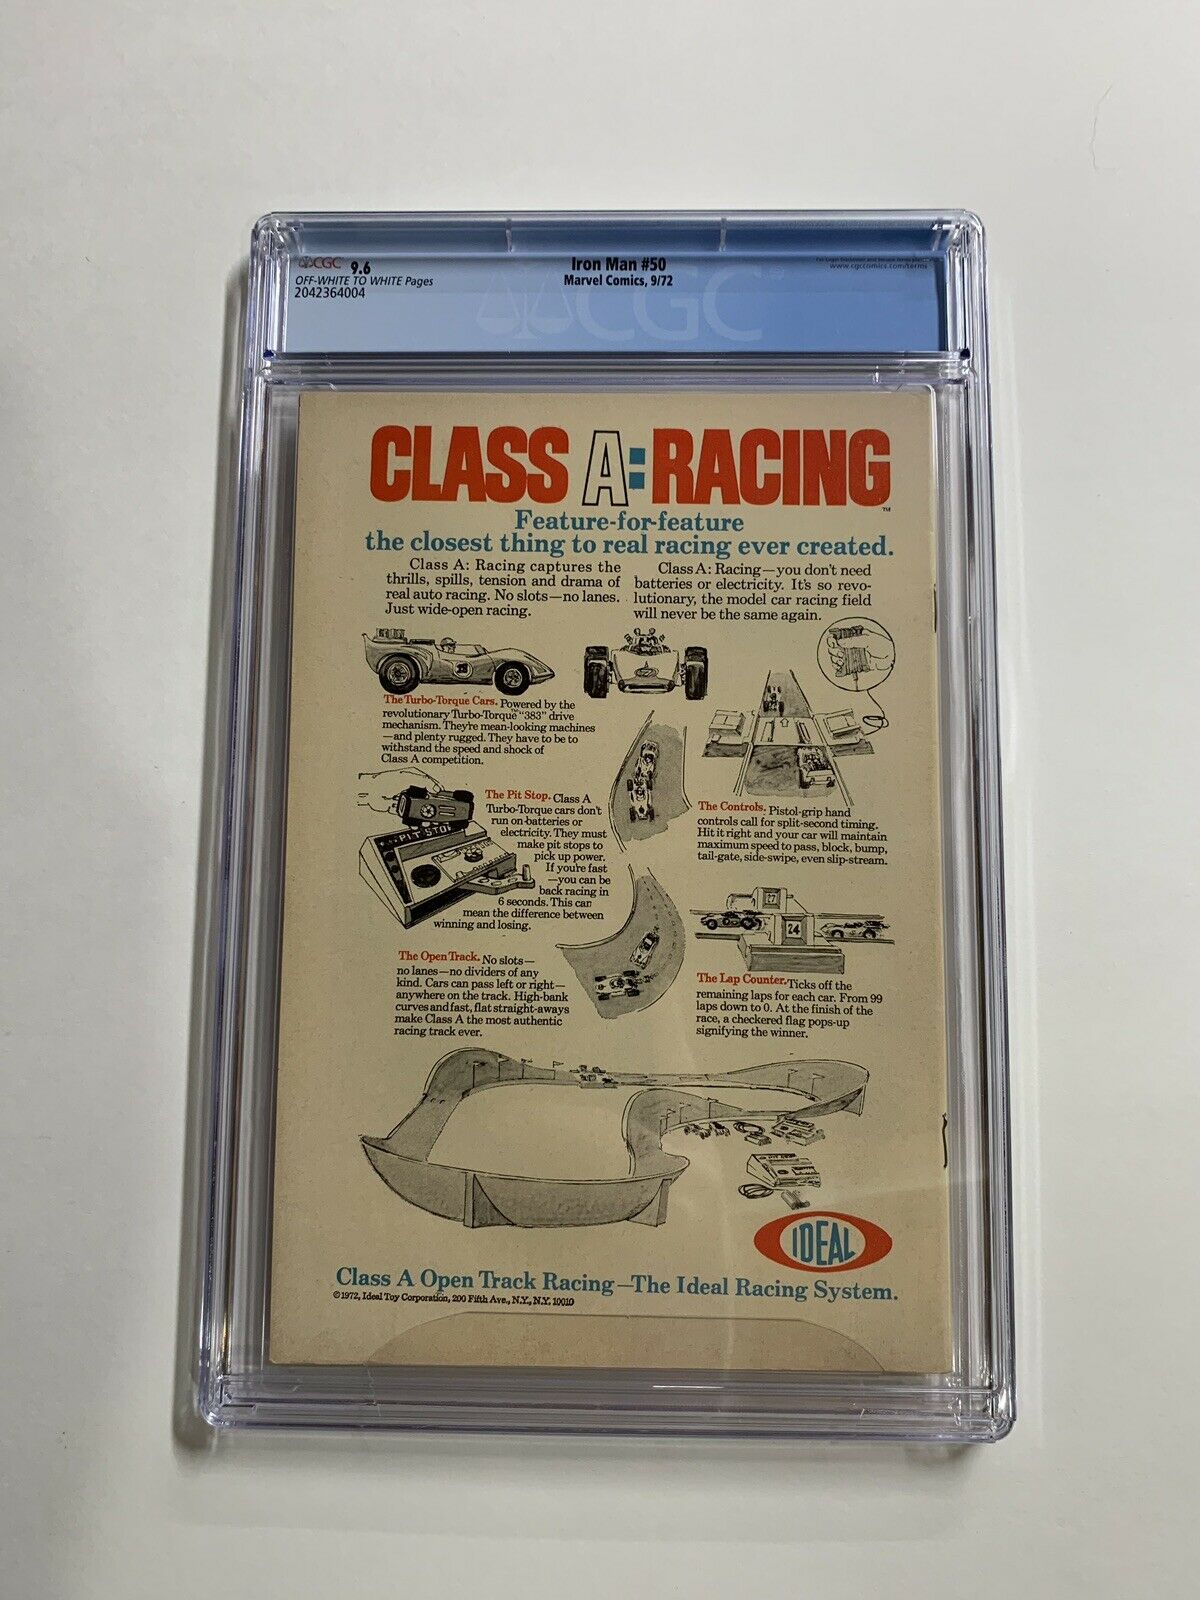 CGC 9.6
OFF-WHITE TO WHITE Pages
2042364004
Iron Man #50
Marvel Comics, 9/72
www.cgccomics.com/terms
CGC
CLASS A: RACING
TM
Feature-for-feature
the closest thing to real racing ever created.
Class A: Racing captures the
thrills, spills, tension and drama of
real auto racing. No slots—no lanes.
Just wide-open racing.
Class A: Racing—you don't need
batteries or electricity. It's so revo-
lutionary, the model car racing field
will never be the same again.
The Turbo-Torque Cars. Powered by the
revolutionary Turbo-Torque™ "383" drive
mechanism. They're mean-looking machines
—and plenty rugged. They have to be to
withstand the speed and shock of
Class A competition.
PIT STOP
The Pit Stop. Class A
Turbo-Torque cars don't
run on batteries or
electricity. They must
make pit stops to
pick up power.
If you're fast
—you can be
back racing in
6 seconds. This can
mean the difference between
winning and losing.
The Controls. Pistol-grip hand
controls call for split-second timing.
Hit it right and your car will maintain
maximum speed to pass, block, bump,
tail-gate, side-swipe, even slip-stream.
27
24
The Open Track. No slots—
no lanes—no dividers of any
kind. Cars can pass left or right—
anywhere on the track. High-bank
curves and fast, flat straight-aways
make Class A the most authentic
racing track ever.
The Lap Counter. Ticks off the
remaining laps for each car. From 99
laps down to 0. At the finish of the
race, a checkered flag pops-up
signifying the winner.
IDEAL
Class A Open Track Racing—The Ideal Racing System.
©1972, Ideal Toy Corporation, 200 Fifth Ave., N.Y., N.Y. 10010